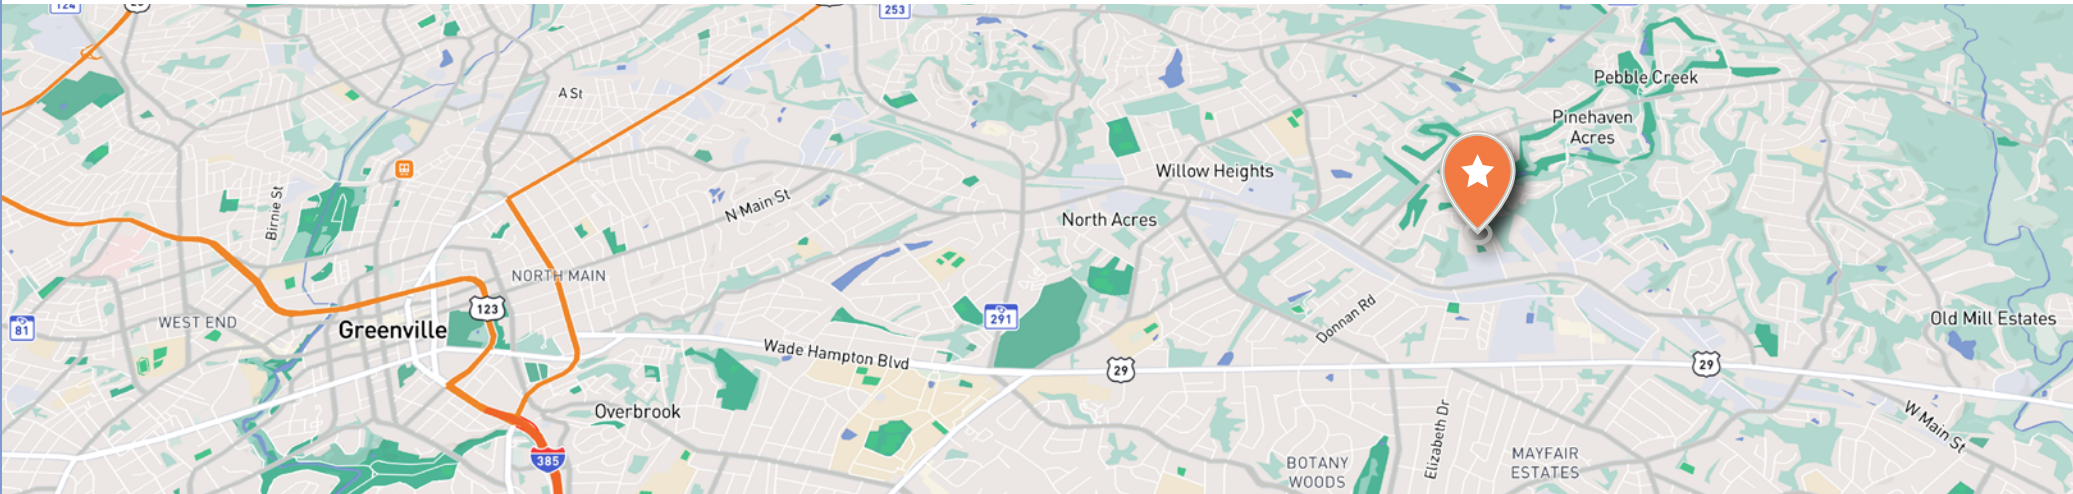 124
253
Pebble Creek
A St
Pinehaven
Acres
Willow Heights
N Main St
Birnie St
North Acres
NORTH MAIN
123
WEST END
81
Greenville
291
Donnan Rd
Old Mill Estates
Wade Hampton Blvd
29
29
Overbrook
Elizabeth Dr
W Main St
385
BOTANY
WOODS
MAYFAIR
ESTATES